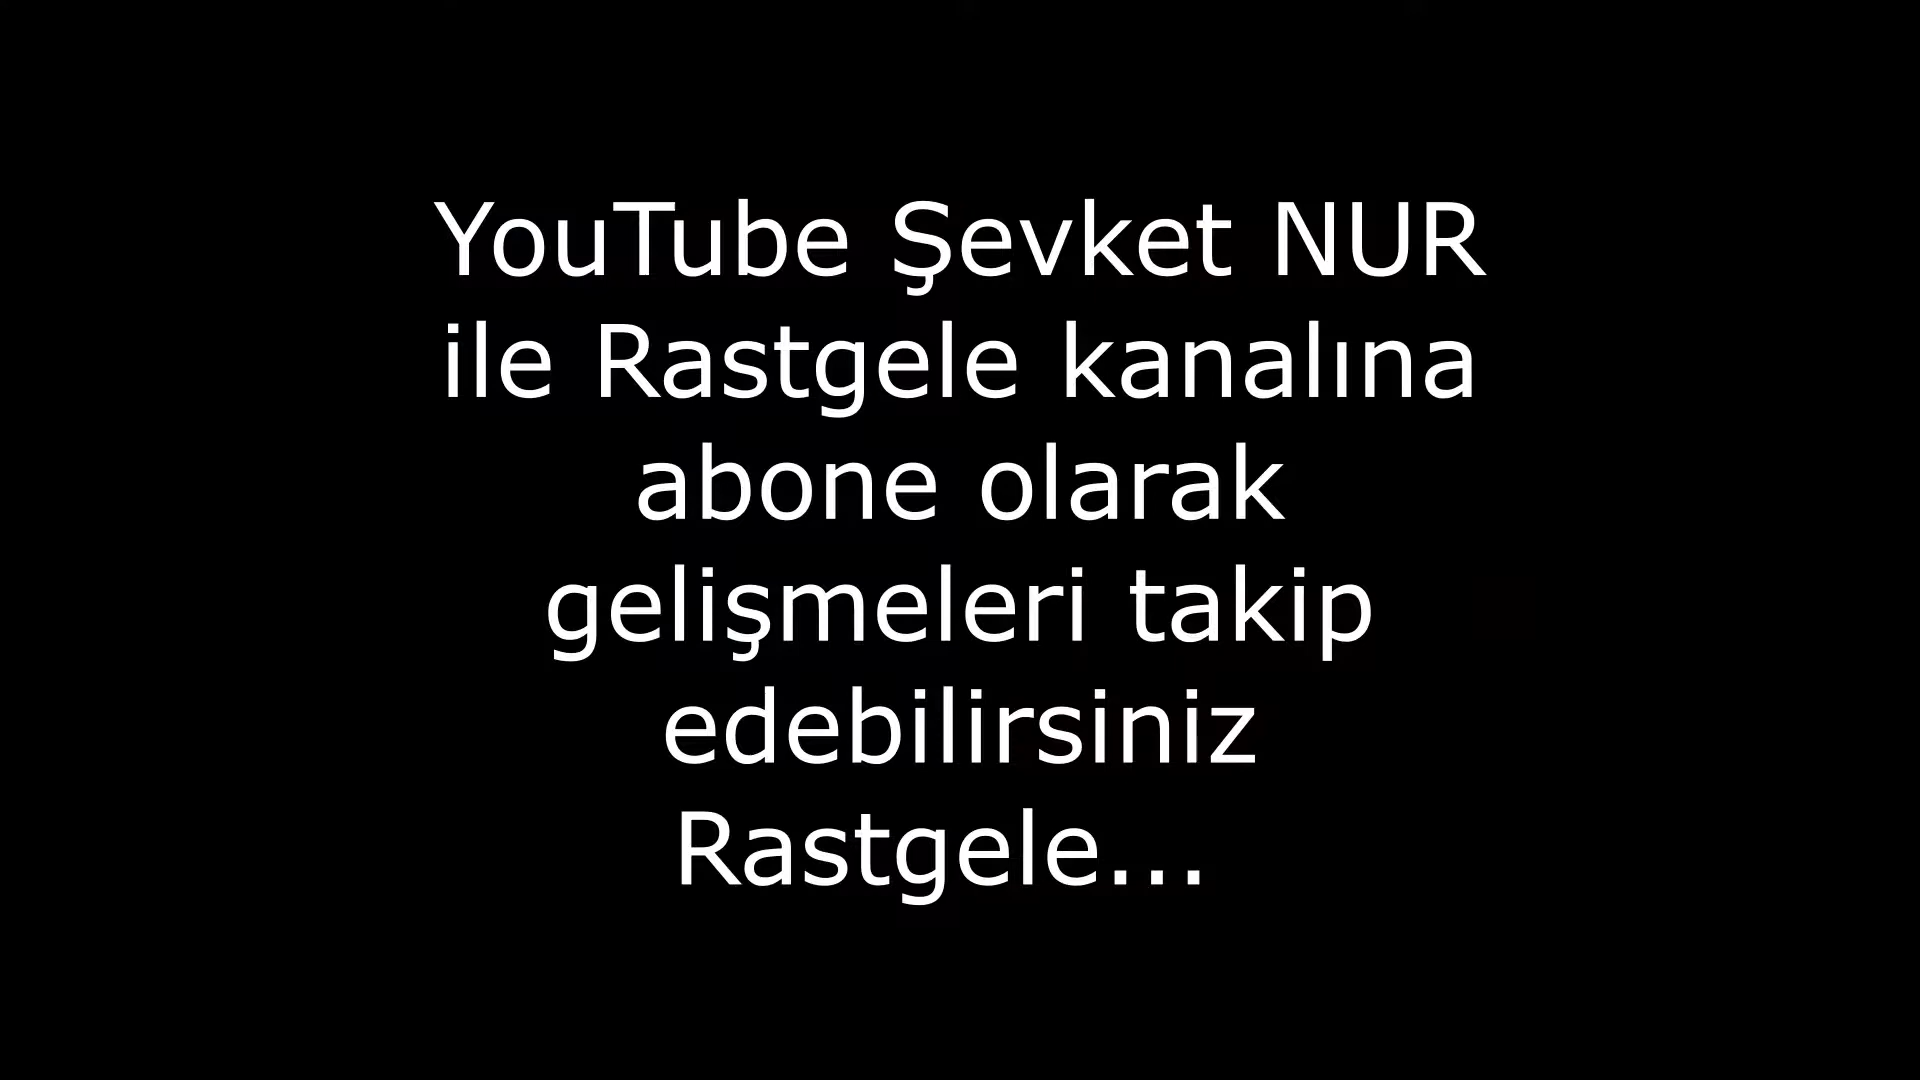 YouTube Şevket NUR
ile Rastgele kanalına
abone olarak
gelişmeleri takip
edebilirsiniz
Rastgele...